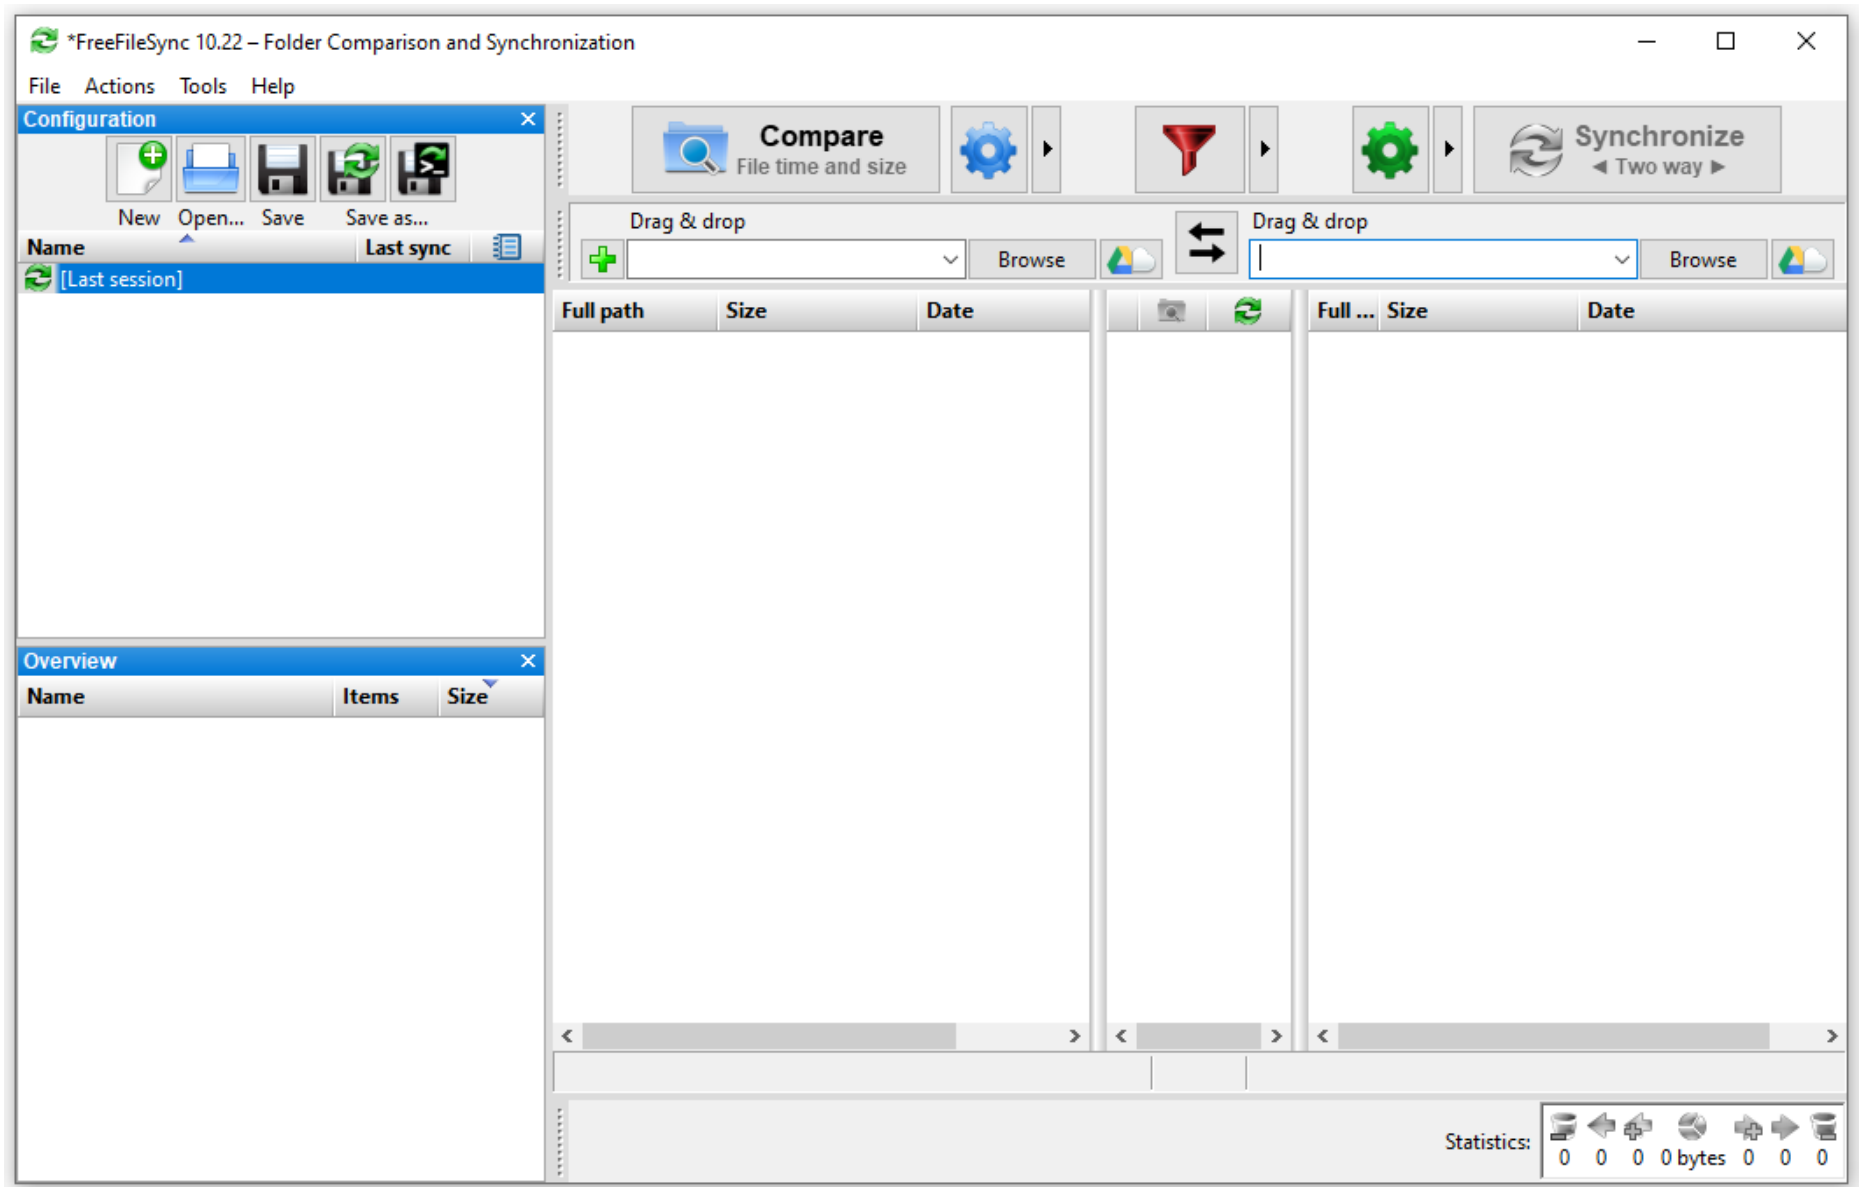 *FreeFileSync 10.22 – Folder Comparison and Synchronization
File Actions Tools Help
Configuration
New Open... Save Save as...
Name Last sync
[Last session]
Compare
File time and size
Synchronize
◄ Two way ►
Drag & drop
Browse
Drag & drop
Browse
Full path Size Date
Full ... Size Date
Overview
Name Items Size
Statistics:
0 0 0 0 bytes 0 0 0